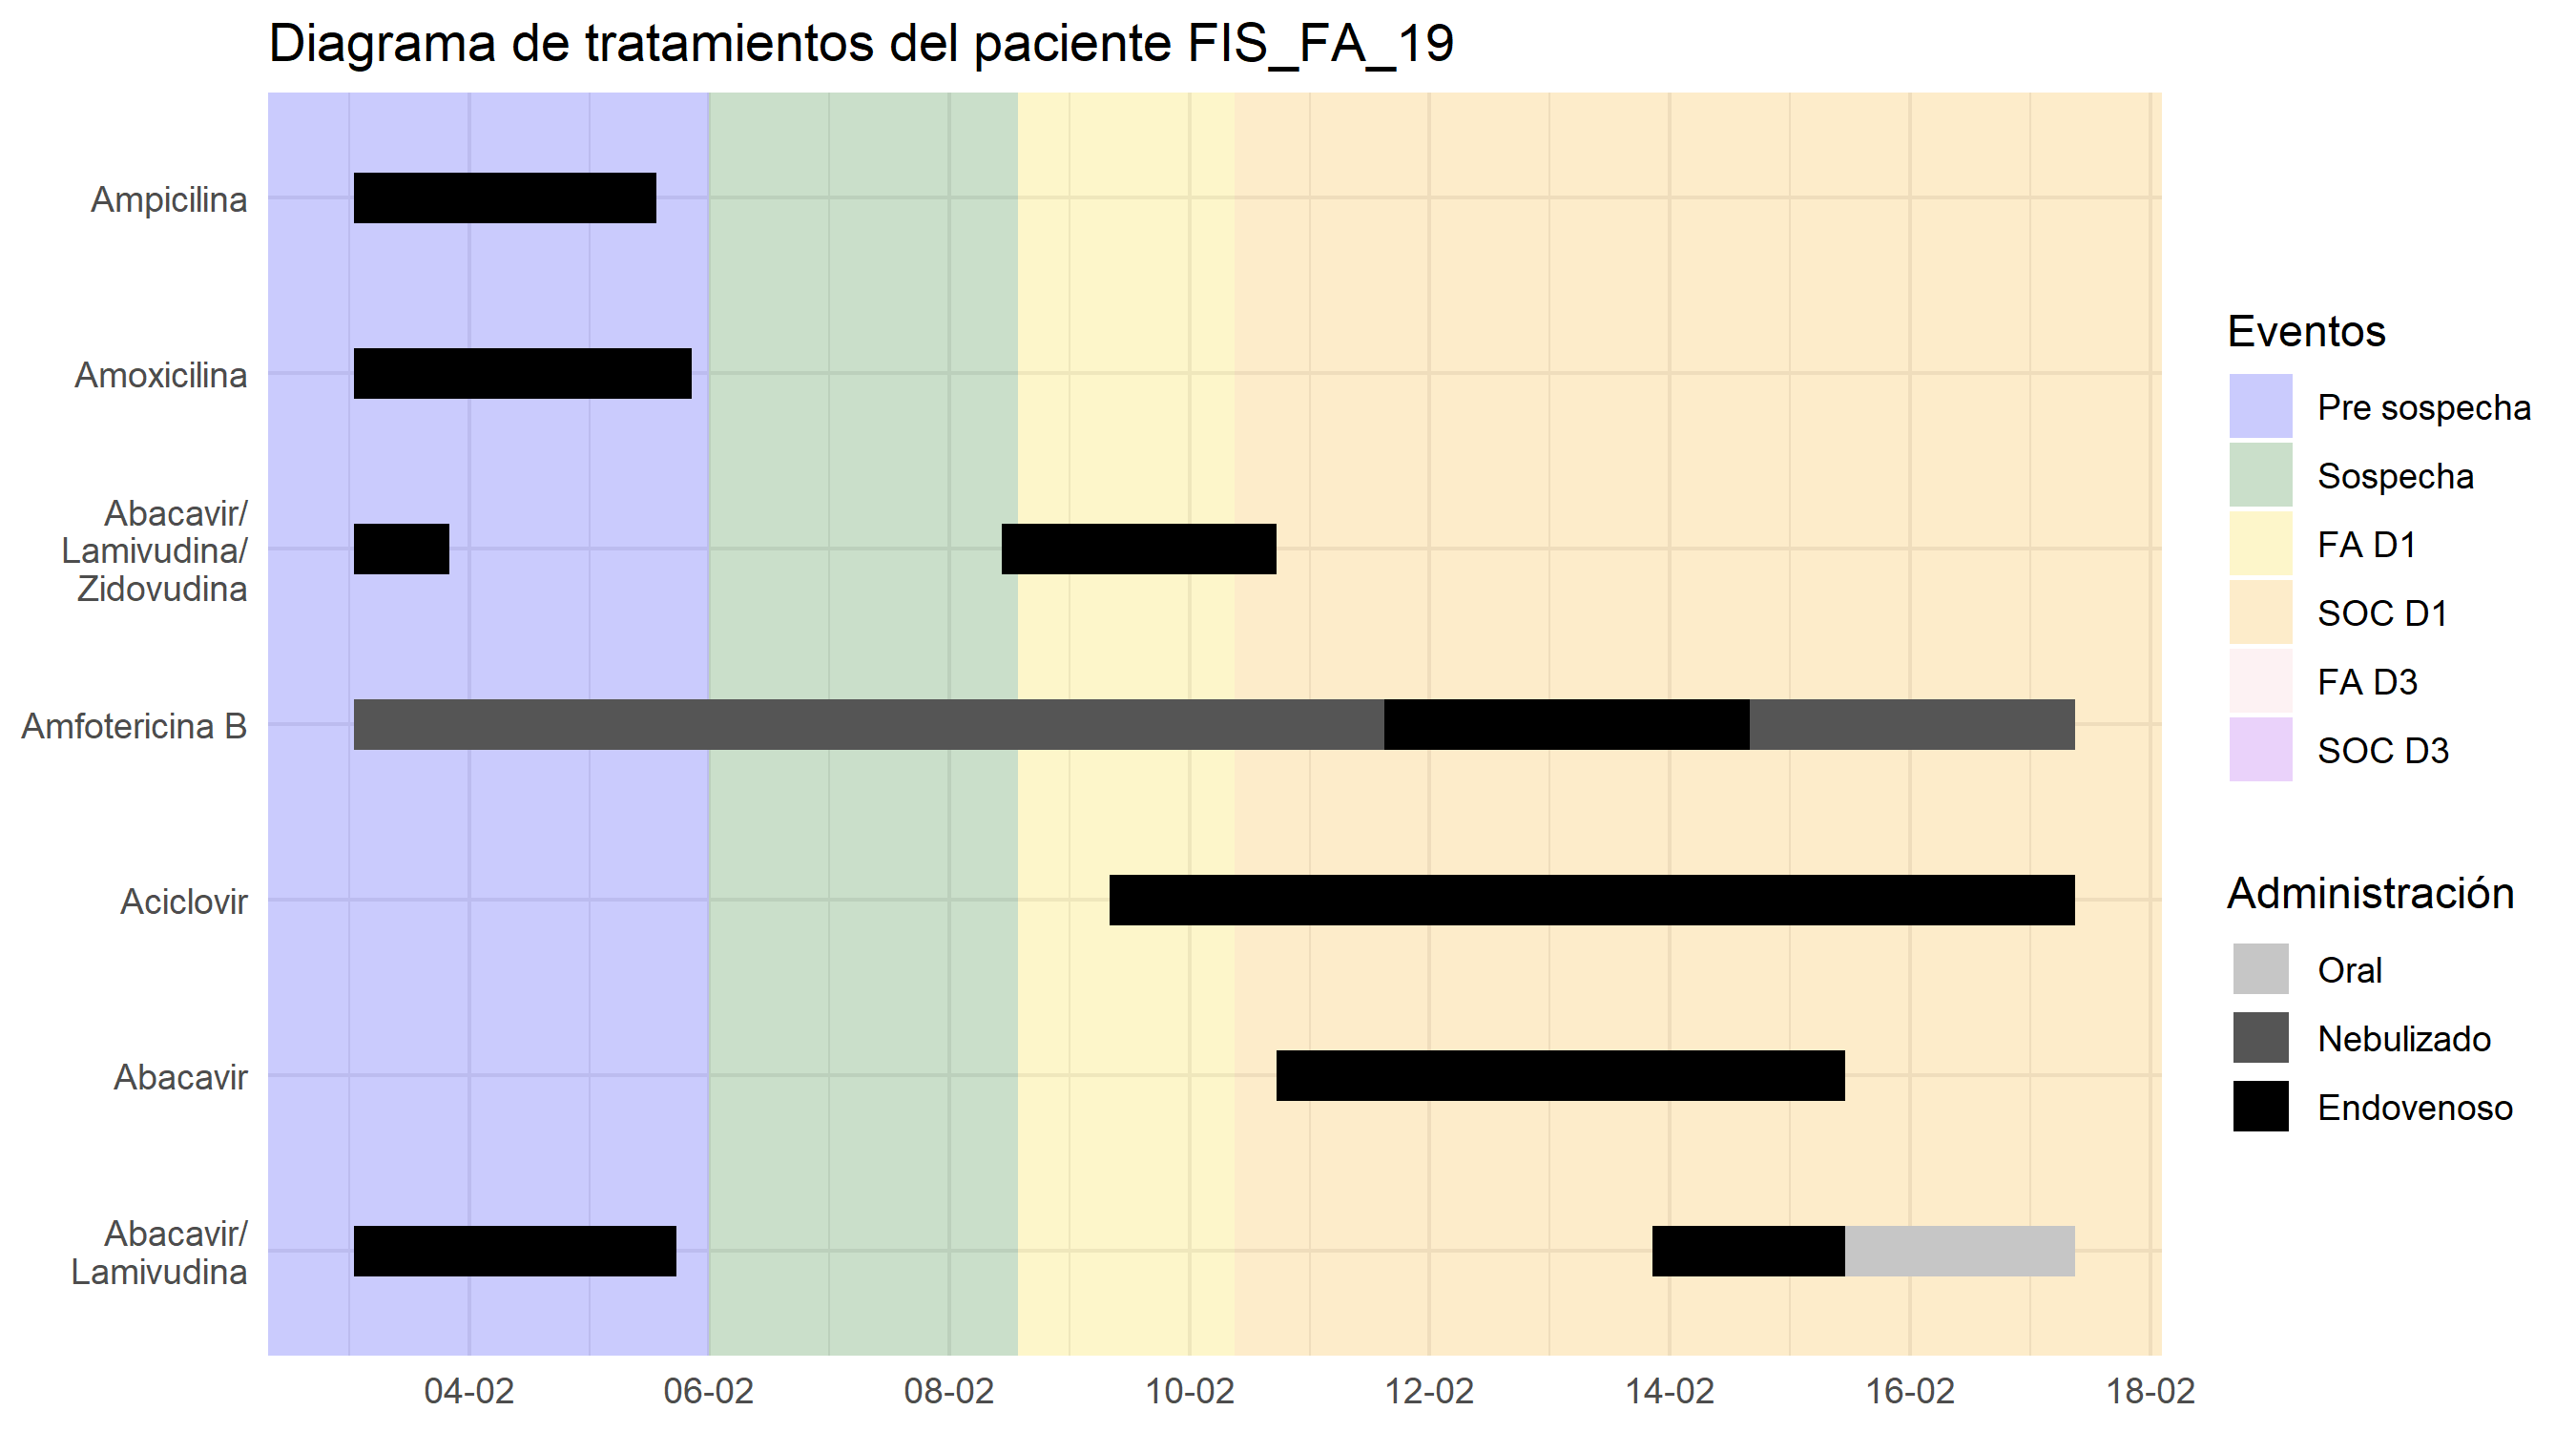 Diagrama de tratamientos del paciente FIS_FA_19
Ampicilina
Amoxicilina
Abacavir/
Lamivudina/
Zidovudina
Amfotericina B
Aciclovir
Abacavir
Abacavir/
Lamivudina
04-02
06-02
08-02
10-02
12-02
14-02
16-02
18-02
Eventos
Pre sospecha
Sospecha
FA D1
SOC D1
FA D3
SOC D3
Administración
Oral
Nebulizado
Endovenoso